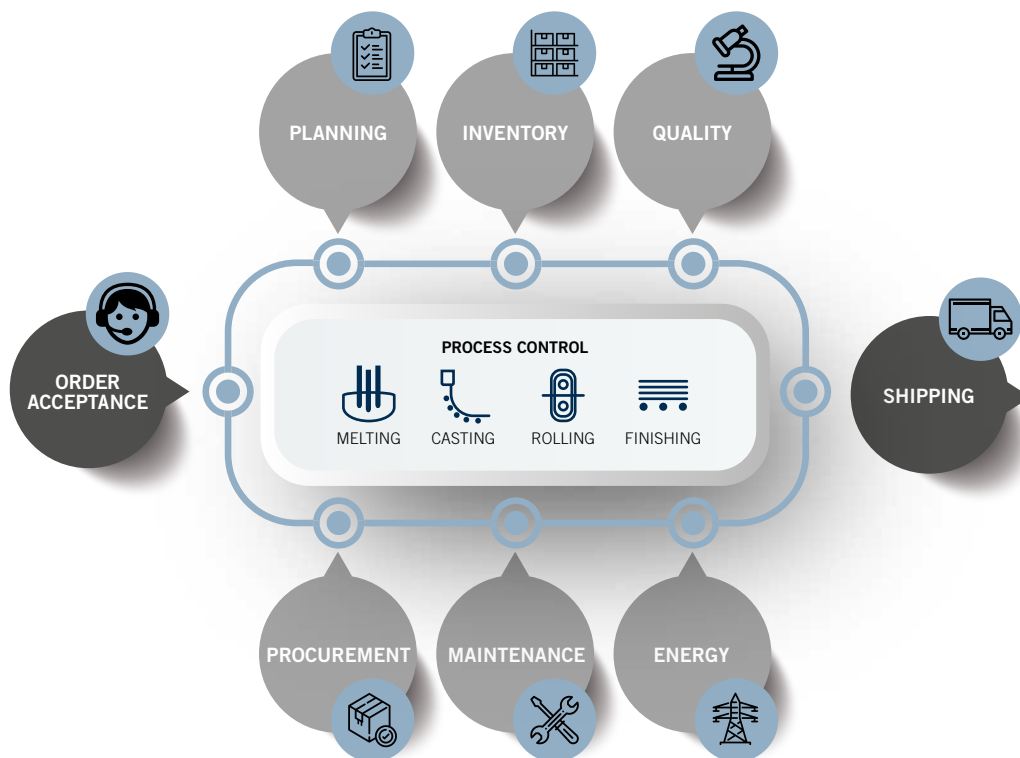 PLANNING
INVENTORY
QUALITY
ORDER
ACCEPTANCE
PROCESS CONTROL
MELTING
CASTING
ROLLING
FINISHING
SHIPPING
PROCUREMENT
MAINTENANCE
ENERGY